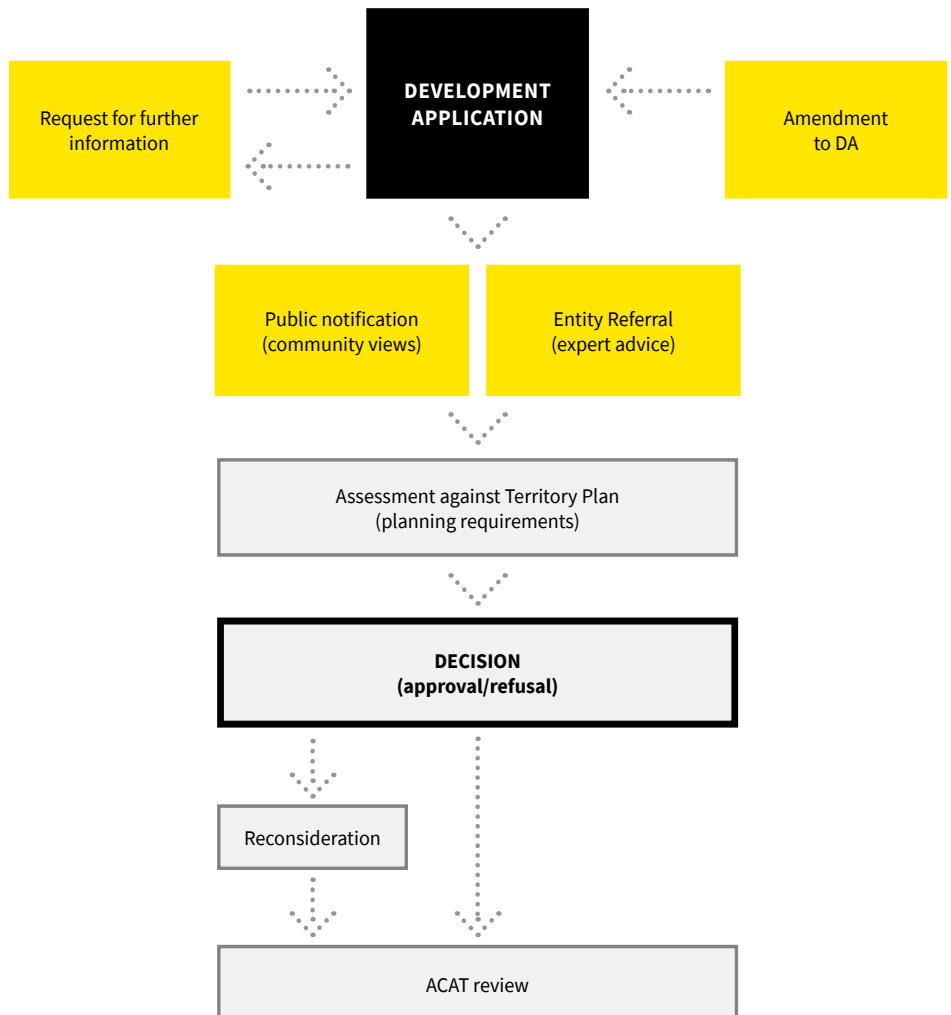 Request for further
information
DEVELOPMENT
APPLICATION
Amendment
to DA
Public notification
(community views)
Entity Referral
(expert advice)
Assessment against Territory Plan
(planning requirements)
DECISION
(approval/refusal)
Reconsideration
ACAT review